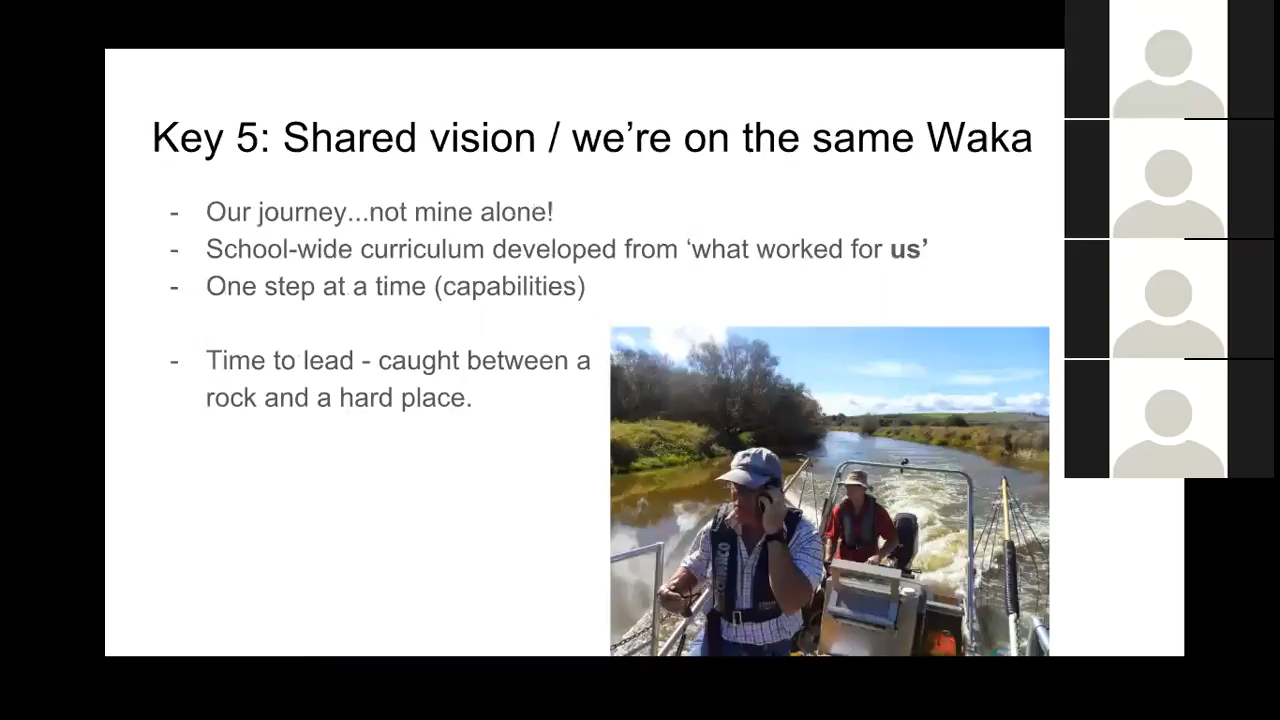 Key 5: Shared vision / we’re on the same Waka
- Our journey...not mine alone!
- School-wide curriculum developed from ‘what worked for us’
- One step at a time (capabilities)
- Time to lead - caught between a
rock and a hard place.